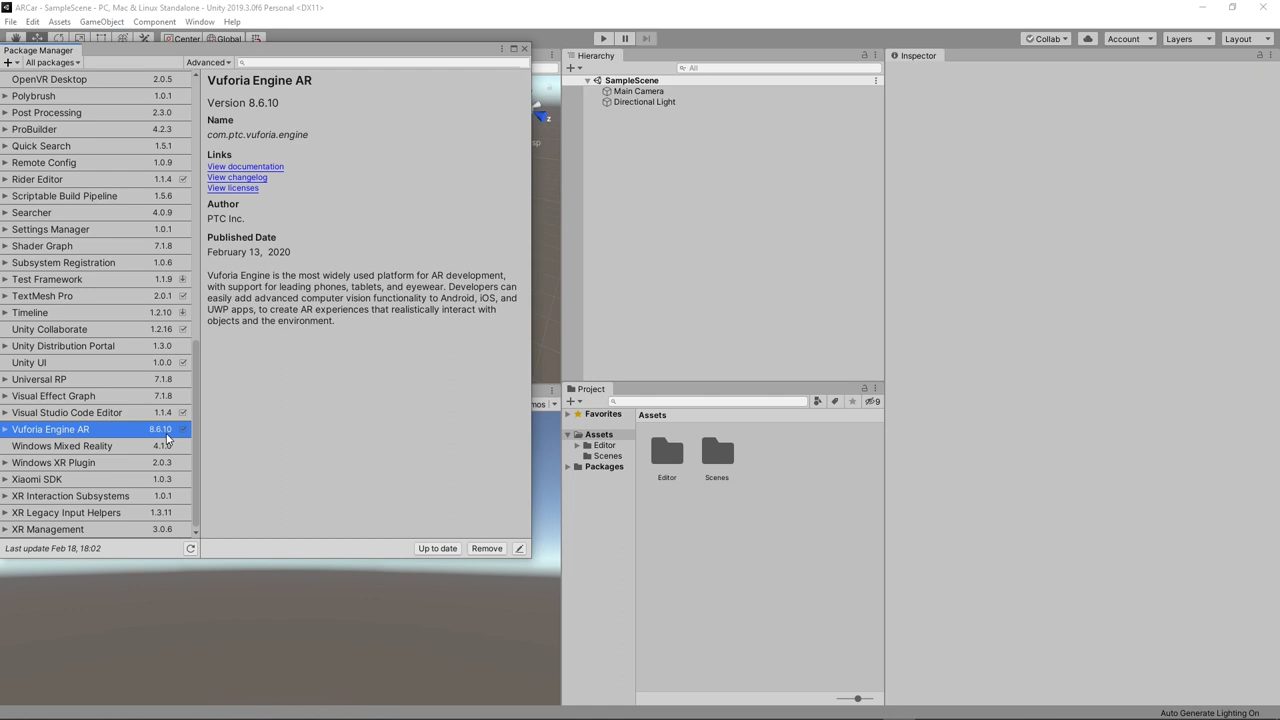 ARCar - SampleScene - PC, Mac & Linux Standalone - Unity 2019.3.0f6 Personal <DX11>
File Edit Assets GameObject Component Window Help
Center Global
Collab Account Layers Layout
Package Manager
All packages
Advanced
OpenVR Desktop 2.0.5
Polybrush 1.0.1
Post Processing 2.3.0
ProBuilder 4.2.3
Quick Search 1.5.1
Remote Config 1.0.9
Rider Editor 1.1.4
Scriptable Build Pipeline 1.5.6
Searcher 4.0.9
Settings Manager 1.0.1
Shader Graph 7.1.8
Subsystem Registration 1.0.6
Test Framework 1.1.9
TextMesh Pro 2.0.1
Timeline 1.2.10
Unity Collaborate 1.2.16
Unity Distribution Portal 1.3.0
Unity UI 1.0.0
Universal RP 7.1.8
Visual Effect Graph 7.1.8
Visual Studio Code Editor 1.1.4
Vuforia Engine AR 8.6.10
Windows Mixed Reality
Windows XR Plugin 2.0.3
Xiaomi SDK 1.0.3
XR Interaction Subsystems 1.0.1
XR Legacy Input Helpers 1.3.11
XR Management 3.0.6
Last update Feb 18, 18:02
Vuforia Engine AR
Version 8.6.10
Name
com.ptc.vuforia.engine
Links
View documentation
View changelog
View licenses
Author
PTC Inc.
Published Date
February 13, 2020
Vuforia Engine is the most widely used platform for AR development,
with support for leading phones, tablets, and eyewear. Developers can
easily add advanced computer vision functionality to Android, iOS, and
UWP apps, to create AR experiences that realistically interact with
objects and the environment.
Up to date Remove
z
sp
mos
Hierarchy
All
SampleScene
Main Camera
Directional Light
Project
9
Favorites
Assets
Editor
Scenes
Packages
Assets
Editor
Scenes
Inspector
Auto Generate Lighting On